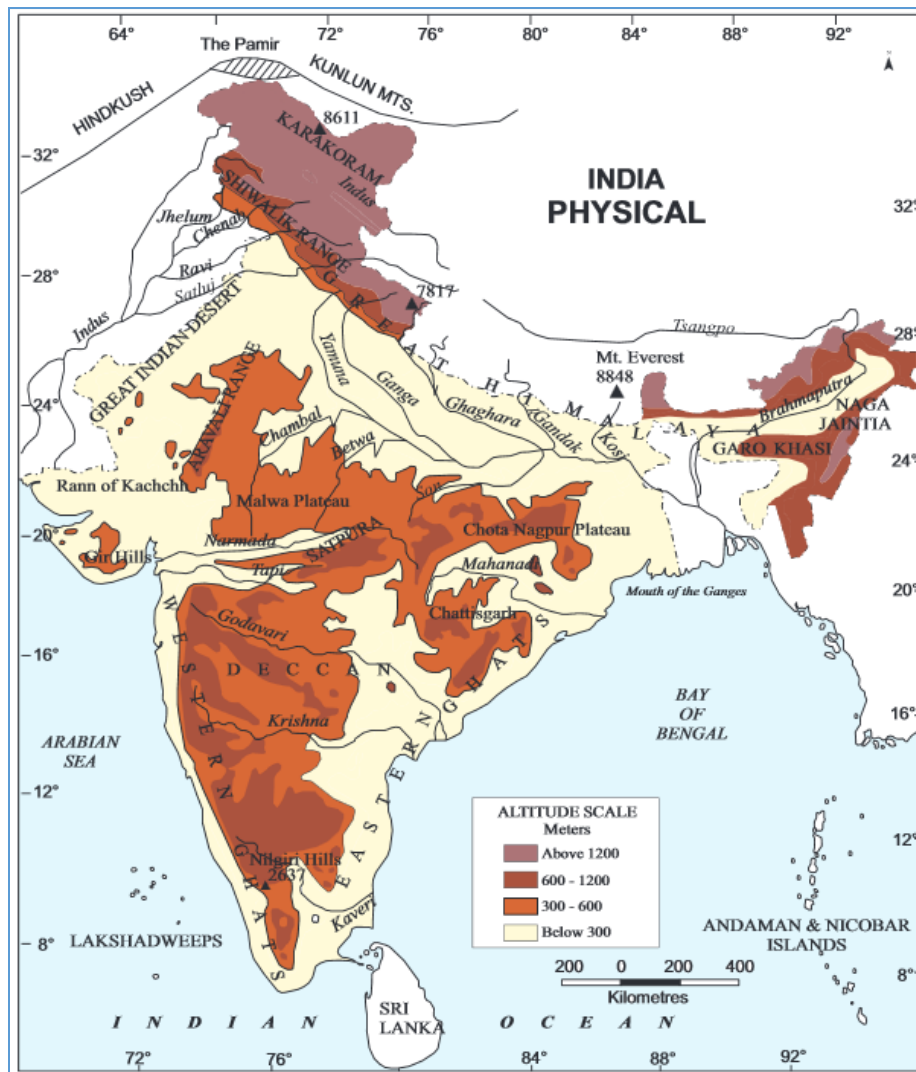 64° 68° 72° 76° 80° 84° 88° 92°
The Pamir
HINDKUSH
KUNLUN MTS.
8611
KARAKORAM
32°
INDIA
PHYSICAL
Indus
SHIWALIK RANGE
Jhelum
Chenab
32°
Ravi
28°
Satluj
7817
GREAT HIMALAYA
Indus
GREAT INDIAN DESERT
Tsangpo
28°
Mt. Everest
8848
Yamuna
Ganga
Ghaghara
Gandak
Kosi
Brahmaputra
NAGA
JAINTIA
24°
ARAVALI RANGE
Chambal
Betwa
GARO KHASI
24°
Rann of Kachchh
Malwa Plateau
Son
20°
Chota Nagpur Plateau
Narmada
SATPURA
Gir Hills
Tapi
Mahanadi
20°
Mouth of the Ganges
Chattisgarh
WESTERN GHATS
Godavari
16°
DECCAN
EASTERN GHATS
BAY
OF
BENGAL
16°
Krishna
ARABIAN
SEA
12°
ALTITUDE SCALE
Meters
Above 1200
600 - 1200
300 - 600
Below 300
12°
Nilgiri Hills
2637
Kaveri
LAKSHADWEEPS
8°
ANDAMAN & NICOBAR
ISLANDS
8°
200 0 200 400
Kilometres
SRI
LANKA
INDIAN OCEAN
72° 76° 80° 84° 88° 92°